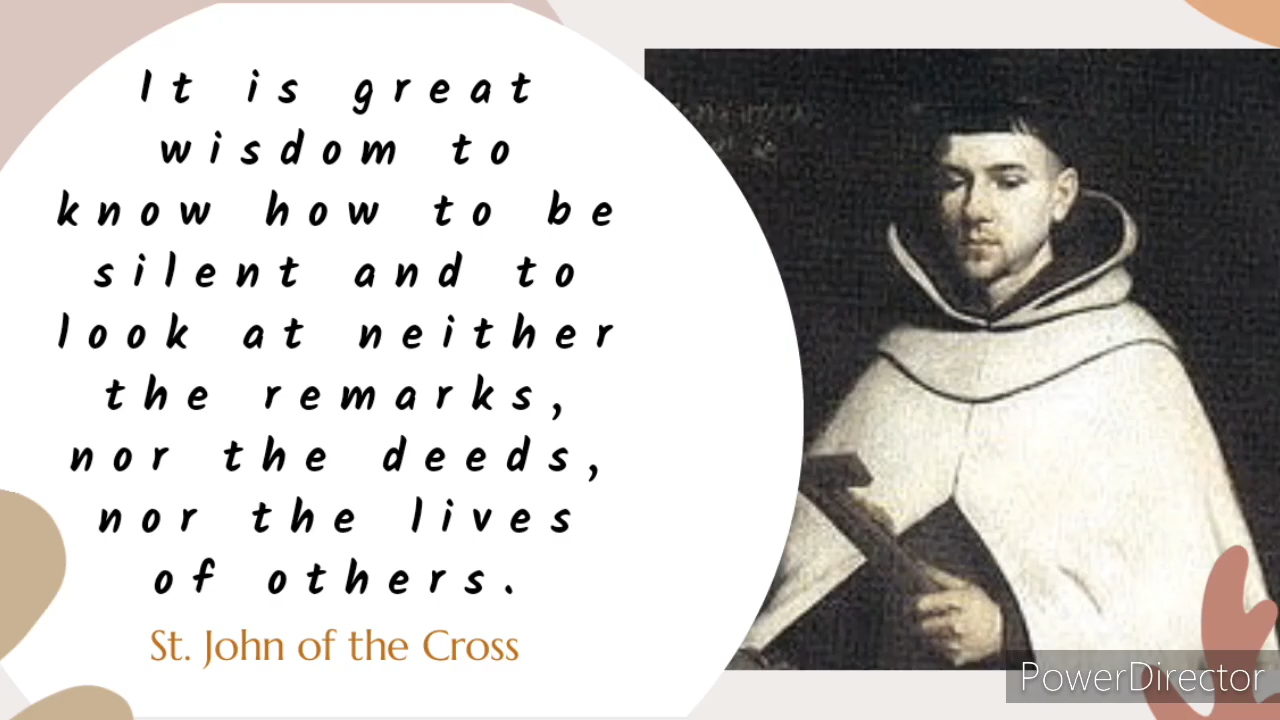 It is great
wisdom to
know how to be
silent and to
look at neither
the remarks,
nor the deeds,
nor the lives
of others.
St. John of the Cross
PowerDirector